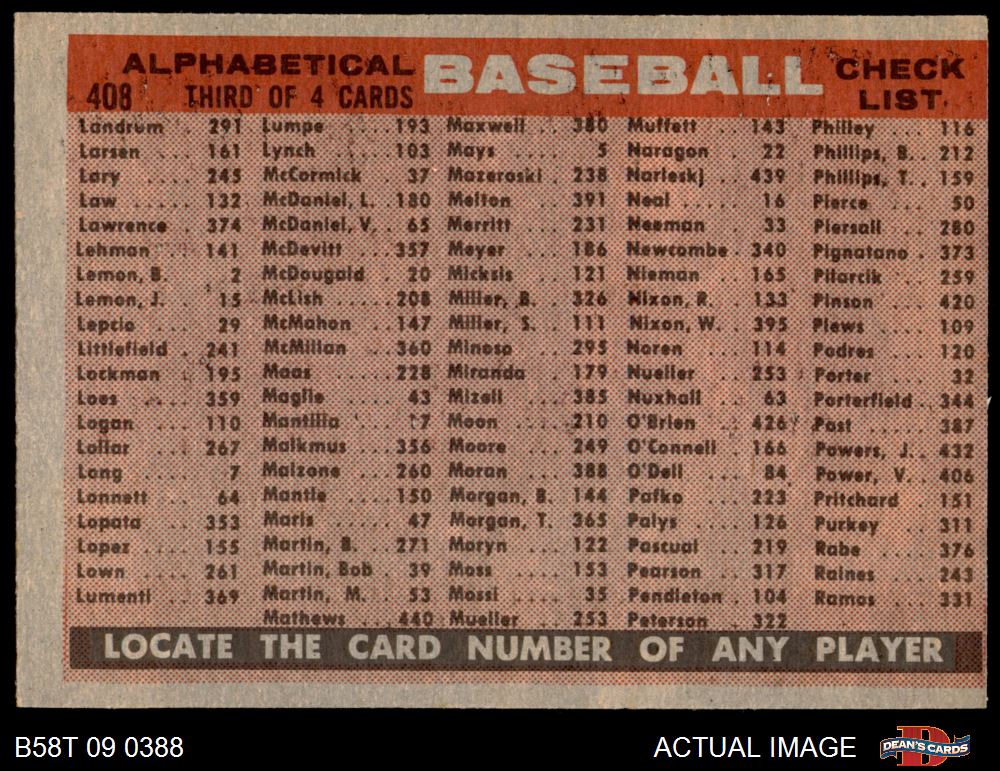 ALPHABETICAL BASEBALL CHECK
408 THIRD OF 4 CARDS LIST.
Landrum . 291
Larsen ... 161
Lary .... 245
Law ..... 132
Lawrence . 374
Lehman .. 141
Lemon, B. 2
Lemon, J. 15
Lepcio .. 29
Littlefield . 241
Lockman . 195
Loes .... 359
Logan ... 110
Lollar ... 267
Long .... 7
Lonnett .. 64
Lopata .. 353
Lopez .... 155
Lown .... 261
Lumenti .. 369
Lumpe .... 193
Lynch ..... 103
McCormick . 37
McDaniel, L. . 180
McDaniel, V. . 65
McDevitt ... 357
McDougald . 20
McLish ..... 208
McMahon .. 147
McMillan .. 360
Maas ..... 228
Maglie ... 43
Mantilla .. 17
Malkmus .. 356
Malzone .. 260
Mantle .... 150
Maris ..... 47
Martin, B. .. 271
Martin, Bob . 39
Martin, M. . 53
Mathews ... 440
Maxwell .. 380
Mays .... 5
Mazeroski . 238
Melton ... 391
Merritt .. 231
Meyer ... 186
Micksis .. 121
Miller, B. . 326
Miller, S. . 111
Minoso .. 295
Miranda . 179
Mizell ... 385
Moon .... 210
Moore ... 249
Moran ... 388
Morgan, B. 144
Morgan, T. 365
Moryn ... 122
Moss .... 153
Mossi .... 35
Mueller .. 253
Muffett .. 143
Naragon . 22
Narleskj . 439
Neal .... 16
Neeman . 33
Newcombe . 340
Nieman .. 165
Nixon, R. . 133
Nixon, W. . 395
Noren ... 114
Nueller .. 253
Nuxhall .. 63
O'Brien .. 426
O'Connell . 166
O'Dell ... 84
Pafko ... 223
Palys ... 126
Pascual .. 219
Pearson .. 317
Pendleton . 104
Peterson .. 322
Philley ... 116
Phillips, B. . 212
Phillips, T. . 159
Pierce ... 50
Piersall .. 280
Pignatano . 373
Pilarcik .. 259
Pinson ... 420
Plews ... 109
Podres ... 120
Porter ... 32
Porterfield . 344
Post .... 387
Powers, J. . 432
Power, V. . 406
Pritchard . 151
Purkey ... 311
Rabe .... 376
Raines ... 243
Ramos ... 331
LOCATE THE CARD NUMBER OF ANY PLAYER
B58T 09 0388 ACTUAL IMAGE DEAN'S CARDS